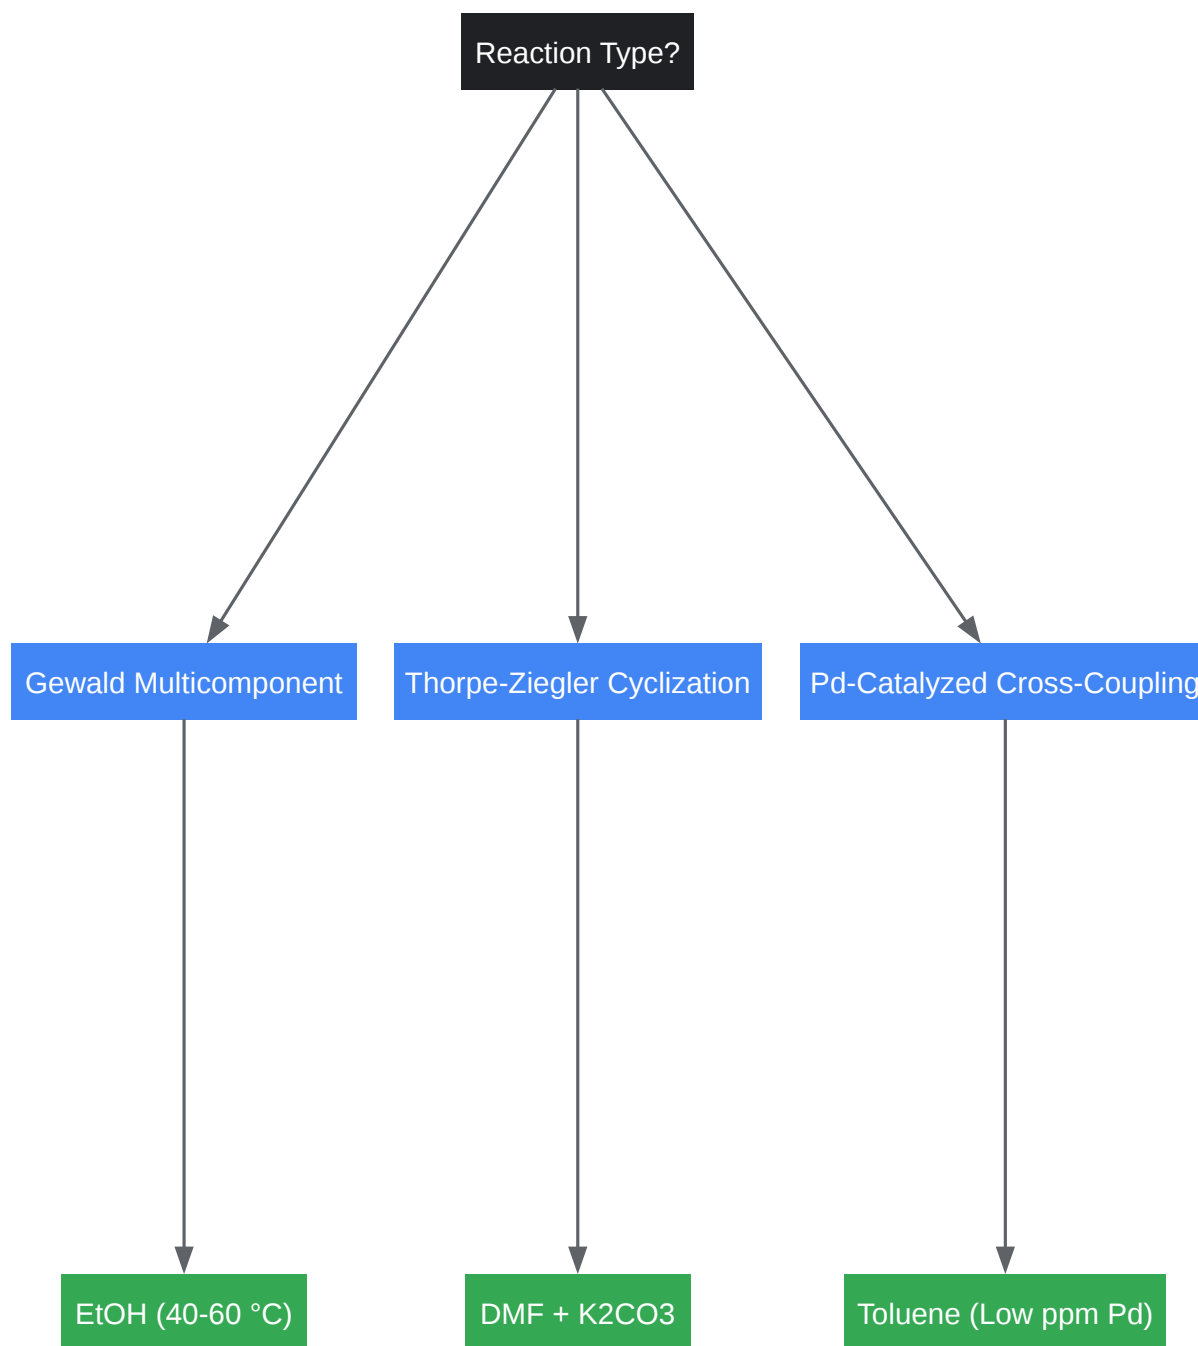 Reaction Type?
Gewald Multicomponent
Thorpe-Ziegler Cyclization
Pd-Catalyzed Cross-Coupling
EtOH (40-60 °C)
DMF + K2CO3
Toluene (Low ppm Pd)